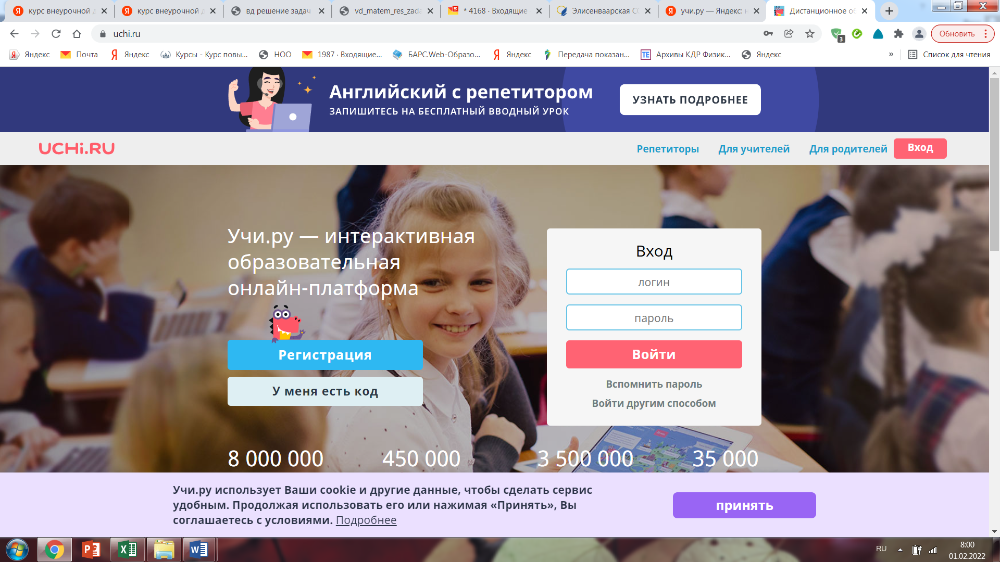 курс внеурочной д
курс внеурочной д
вд решение задач
vd_matem_res_zada
* 4168 · Входящие
Элисенваарская СО
учи.ру — Яндекс: н
Дистанционное об
uchi.ru
3
Обновить
Яндекс
Почта
Яндекс
Курсы - Курс повы...
НОО
1987 · Входящие...
БАРС.Web-Образо...
Яндекс
Передача показан...
Архивы КДР Физик...
Яндекс
»
Список для чтения
Английский с репетитором
ЗАПИШИТЕСЬ НА БЕСПЛАТНЫЙ ВВОДНЫЙ УРОК
УЗНАТЬ ПОДРОБНЕЕ
UCHi.RU
Репетиторы
Для учителей
Для родителей
Вход
Учи.ру — интерактивная
образовательная
онлайн-платформа
Регистрация
У меня есть код
Вход
логин
пароль
Войти
Вспомнить пароль
Войти другим способом
8 000 000
450 000
3 500 000
35 000
Учи.ру использует Ваши cookie и другие данные, чтобы сделать сервис
удобным. Продолжая использовать его или нажимая «Принять», Вы
соглашаетесь с условиями. Подробнее
принять
RU
8:00
01.02.2022